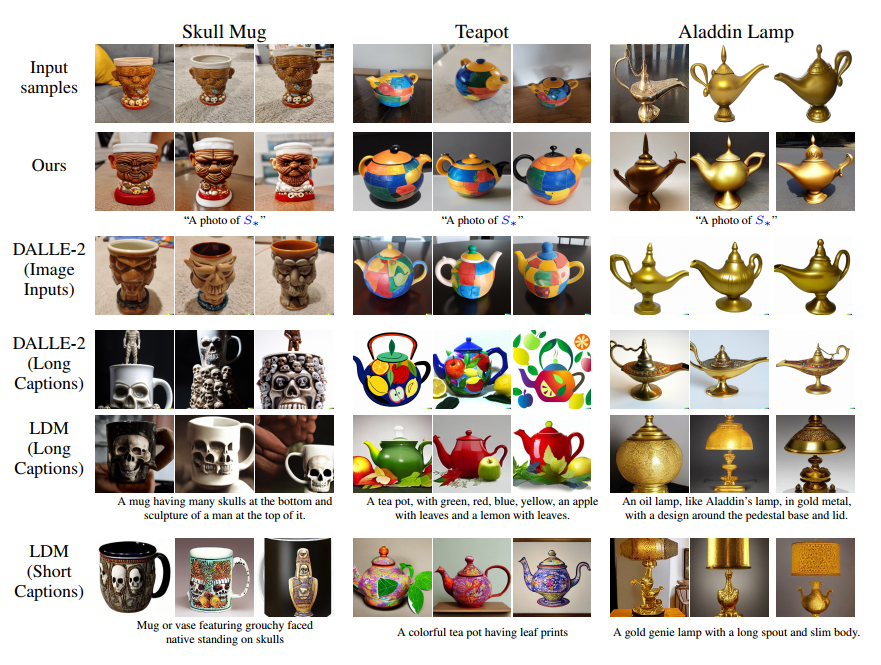 Skull Mug
Teapot
Aladdin Lamp
Input
samples
Ours
“A photo of S*”
“A photo of S*”
“A photo of S*”
DALLE-2
(Image
Inputs)
DALLE-2
(Long
Captions)
LDM
(Long
Captions)
A mug having many skulls at the bottom and
sculpture of a man at the top of it.
A tea pot, with green, red, blue, yellow, an apple
with leaves and a lemon with leaves.
An oil lamp, like Aladdin’s lamp, in gold metal,
with a design around the pedestal base and lid.
LDM
(Short
Captions)
Mug or vase featuring grouchy faced
native standing on skulls
A colorful tea pot having leaf prints
A gold genie lamp with a long spout and slim body.